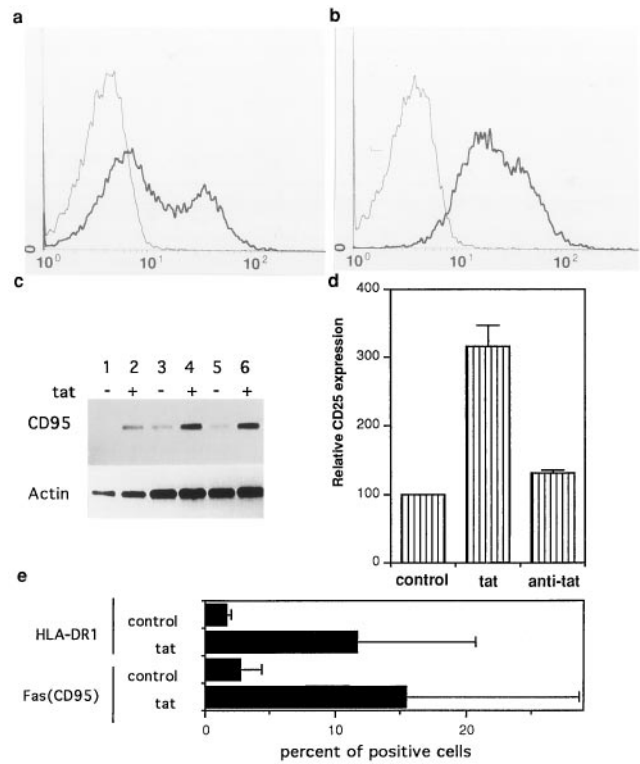 a
b
0
10⁰ 10¹ 10²
0
10⁰ 10¹ 10²
c
1 2 3 4 5 6
tat - + - + - +
CD95
Actin
d
Relative CD25 expression
400
300
200
100
0
control tat anti-tat
e
HLA-DR1
control
tat
Fas(CD95)
control
tat
0 10 20
percent of positive cells